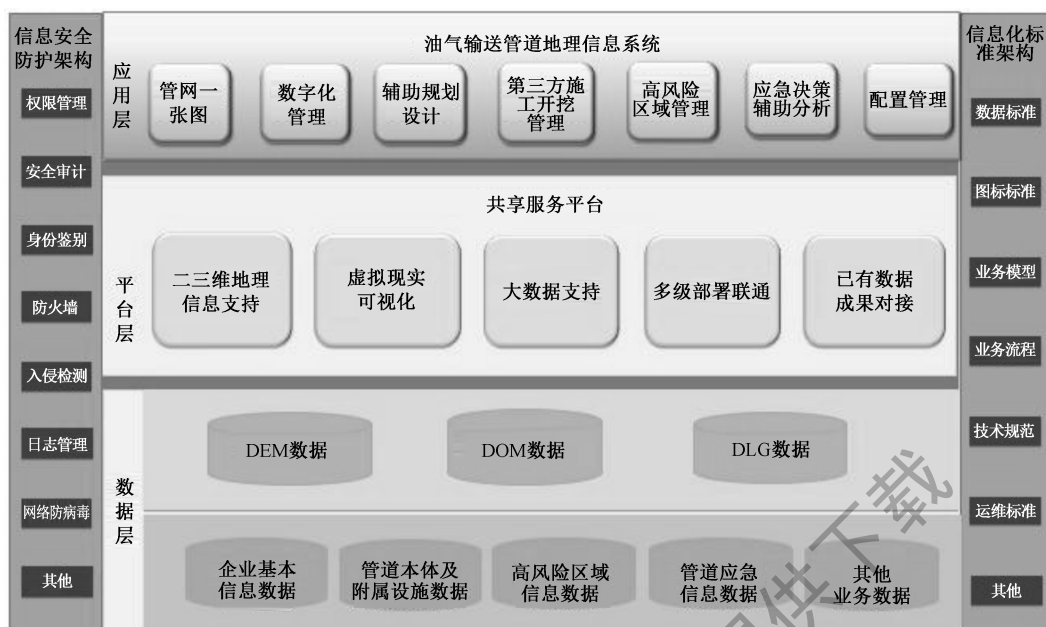 信息安全
防护架构
权限管理
安全审计
身份鉴别
防火墙
入侵检测
日志管理
网络防病毒
其他
油气输送管道地理信息系统
应
用
层
管网一
张图
数字化
管理
辅助规划
设计
第三方施
工开挖
管理
高风险
区域管理
应急决策
辅助分析
配置管理
共享服务平台
平
台
层
二三维地理
信息支持
虚拟现实
可视化
大数据支持
多级部署联通
已有数据
成果对接
数
据
层
DEM数据
DOM数据
DLG数据
企业基本
信息数据
管道本体及
附属设施数据
高风险区域
信息数据
管道应急
信息数据
其他
业务数据
信息化标
准架构
数据标准
图标标准
业务模型
业务流程
技术规范
运维标准
其他
供下载